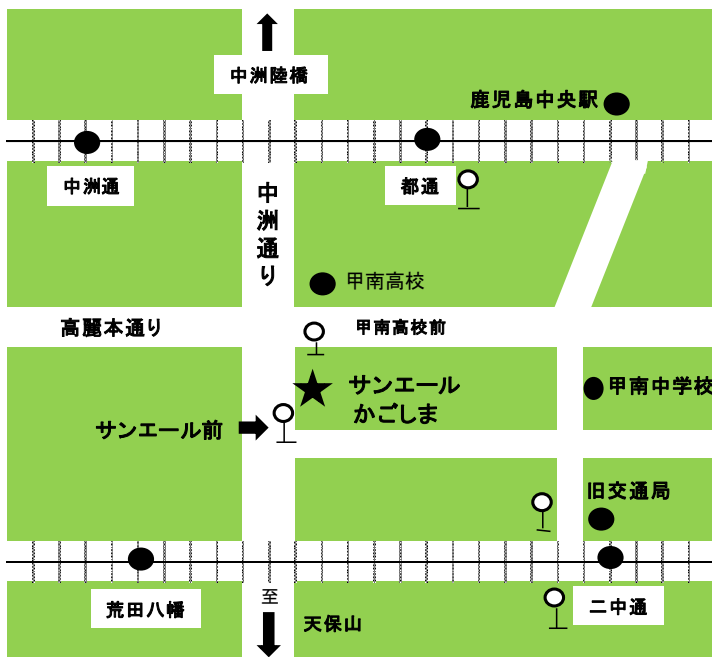 中洲陸橋
鹿児島中央駅
中洲通
都通
中洲通り
甲南高校
高麗本通り
甲南高校前
サンエール
かごしま
甲南中学校
サンエール前
旧交通局
荒田八幡
至
天保山
二中通